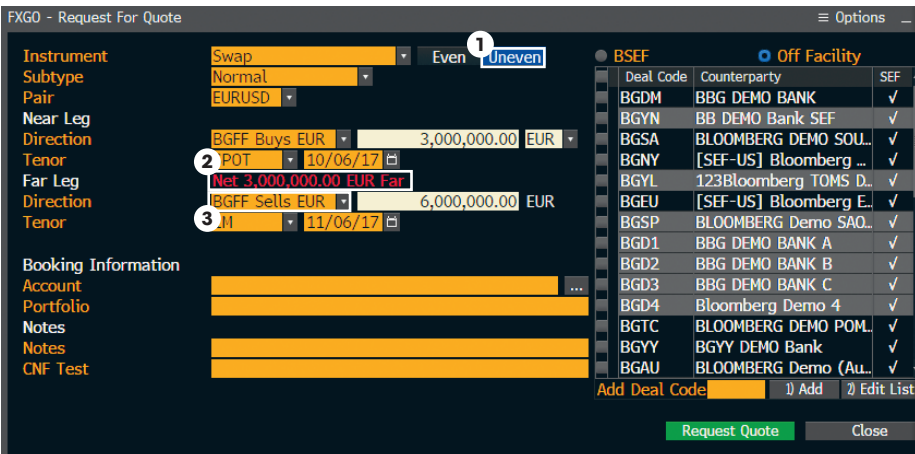 FXGO - Request For Quote
≡ Options _
1
Instrument Swap Even Uneven
Subtype Normal
Pair EURUSD
Near Leg
Direction BGFF Buys EUR 3,000,000.00 EUR
2
Tenor 10/06/17
Far Leg Net 3,000,000.00 EUR Far
Direction BGFF Sells EUR 6,000,000.00 EUR
3
Tenor 11/06/17
Booking Information
Account ...
Portfolio
Notes
Notes
CNF Test
BSEF Off Facility
Deal Code Counterparty SEF
BGDM BBG DEMO BANK √
BGYN BB DEMO Bank SEF √
BGSA BLOOMBERG DEMO SOU.. √
BGNY [SEF-US] Bloomberg ... √
BGYL 123Bloomberg TOMS D.. √
BGEU [SEF-US] Bloomberg E.. √
BGSP BLOOMBERG Demo SAO.. √
BGD1 BBG DEMO BANK A √
BGD2 BBG DEMO BANK B √
BGD3 BBG DEMO BANK C √
BGD4 Bloomberg Demo 4 √
BGTC BLOOMBERG DEMO POM.. √
BGYY BGYY DEMO Bank √
BGAU BLOOMBERG Demo (Au.. √
Add Deal Code 1) Add 2) Edit List
Request Quote Close